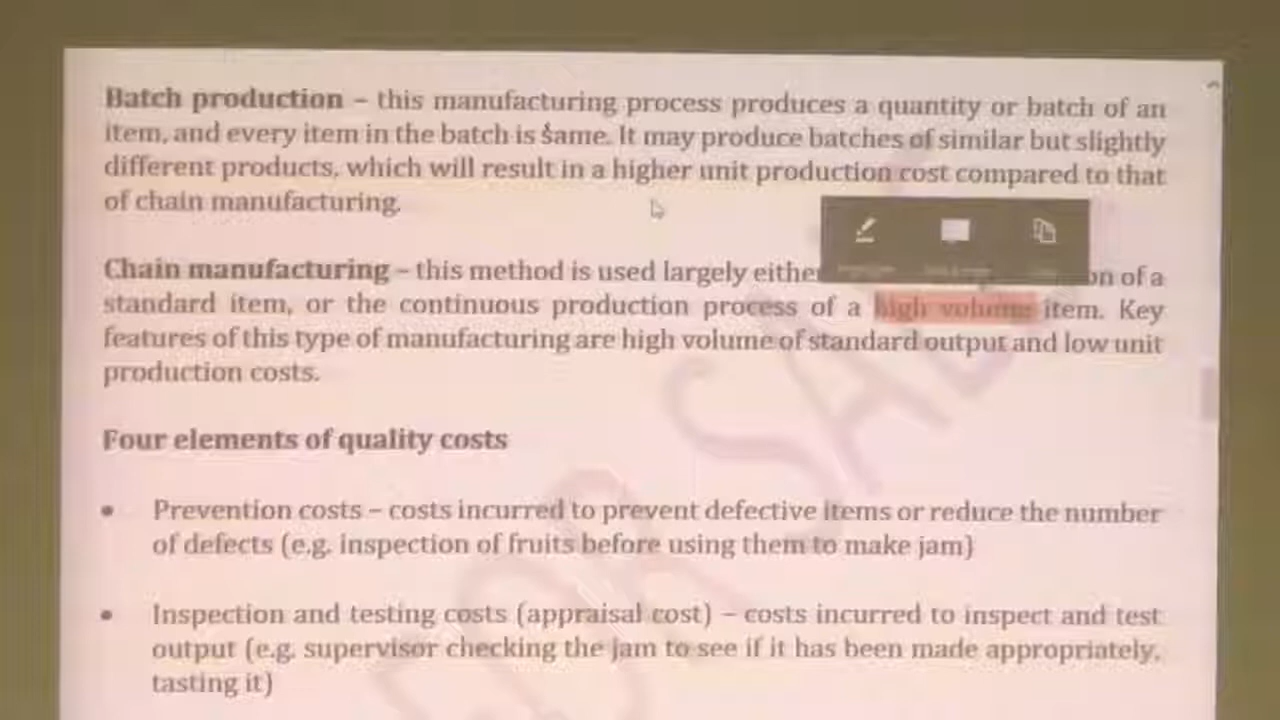 Batch production – this manufacturing process produces a quantity or batch of an
item, and every item in the batch is same. It may produce batches of similar but slightly
different products, which will result in a higher unit production cost compared to that
of chain manufacturing.
Chain manufacturing – this method is used largely either on of a
standard item, or the continuous production process of a high volume item. Key
features of this type of manufacturing are high volume of standard output and low unit
production costs.
Four elements of quality costs
• Prevention costs – costs incurred to prevent defective items or reduce the number
of defects (e.g. inspection of fruits before using them to make jam)
• Inspection and testing costs (appraisal cost) – costs incurred to inspect and test
output (e.g. supervisor checking the jam to see if it has been made appropriately,
tasting it)